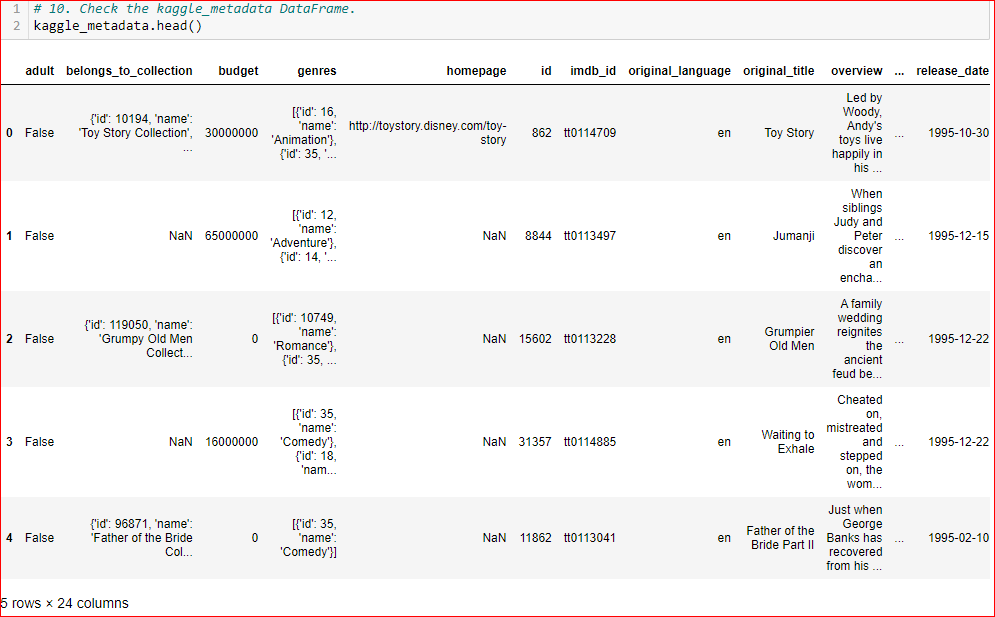 1 # 10. Check the kaggle_metadata DataFrame.
2 kaggle_metadata.head()
adult belongs_to_collection budget genres homepage id imdb_id original_language original_title overview ... release_date
0 False {'id': 10194, 'name': 'Toy Story Collection', ... 30000000 [{'id': 16, 'name': 'Animation'}, {'id': 35, '... http://toystory.disney.com/toy-story 862 tt0114709 en Toy Story Led by Woody, Andy's toys live happily in his ... ... 1995-10-30
1 False NaN 65000000 [{'id': 12, 'name': 'Adventure'}, {'id': 14, '... NaN 8844 tt0113497 en Jumanji When siblings Judy and Peter discover an encha... ... 1995-12-15
2 False {'id': 119050, 'name': 'Grumpy Old Men Collect... 0 [{'id': 10749, 'name': 'Romance'}, {'id': 35, ... NaN 15602 tt0113228 en Grumpier Old Men A family wedding reignites the ancient feud be... ... 1995-12-22
3 False NaN 16000000 [{'id': 35, 'name': 'Comedy'}, {'id': 18, 'nam... NaN 31357 tt0114885 en Waiting to Exhale Cheated on, mistreated and stepped on, the wom... ... 1995-12-22
4 False {'id': 96871, 'name': 'Father of the Bride Col... 0 [{'id': 35, 'name': 'Comedy'}] NaN 11862 tt0113041 en Father of the Bride Part II Just when George Banks has recovered from his ... ... 1995-02-10
5 rows × 24 columns